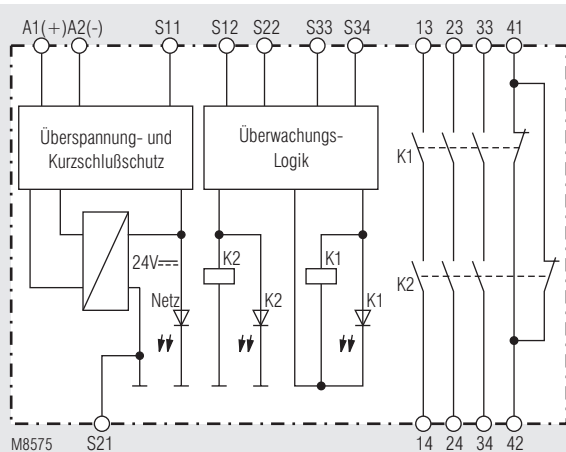 A1(+) A2(-) S11 S12 S22 S33 S34 13 23 33 41
Überspannung- und
Kurzschlußschutz
Überwachungs-
Logik
K1
24V
K2 K1
K2
Netz K2 K1
M8575 S21 14 24 34 42